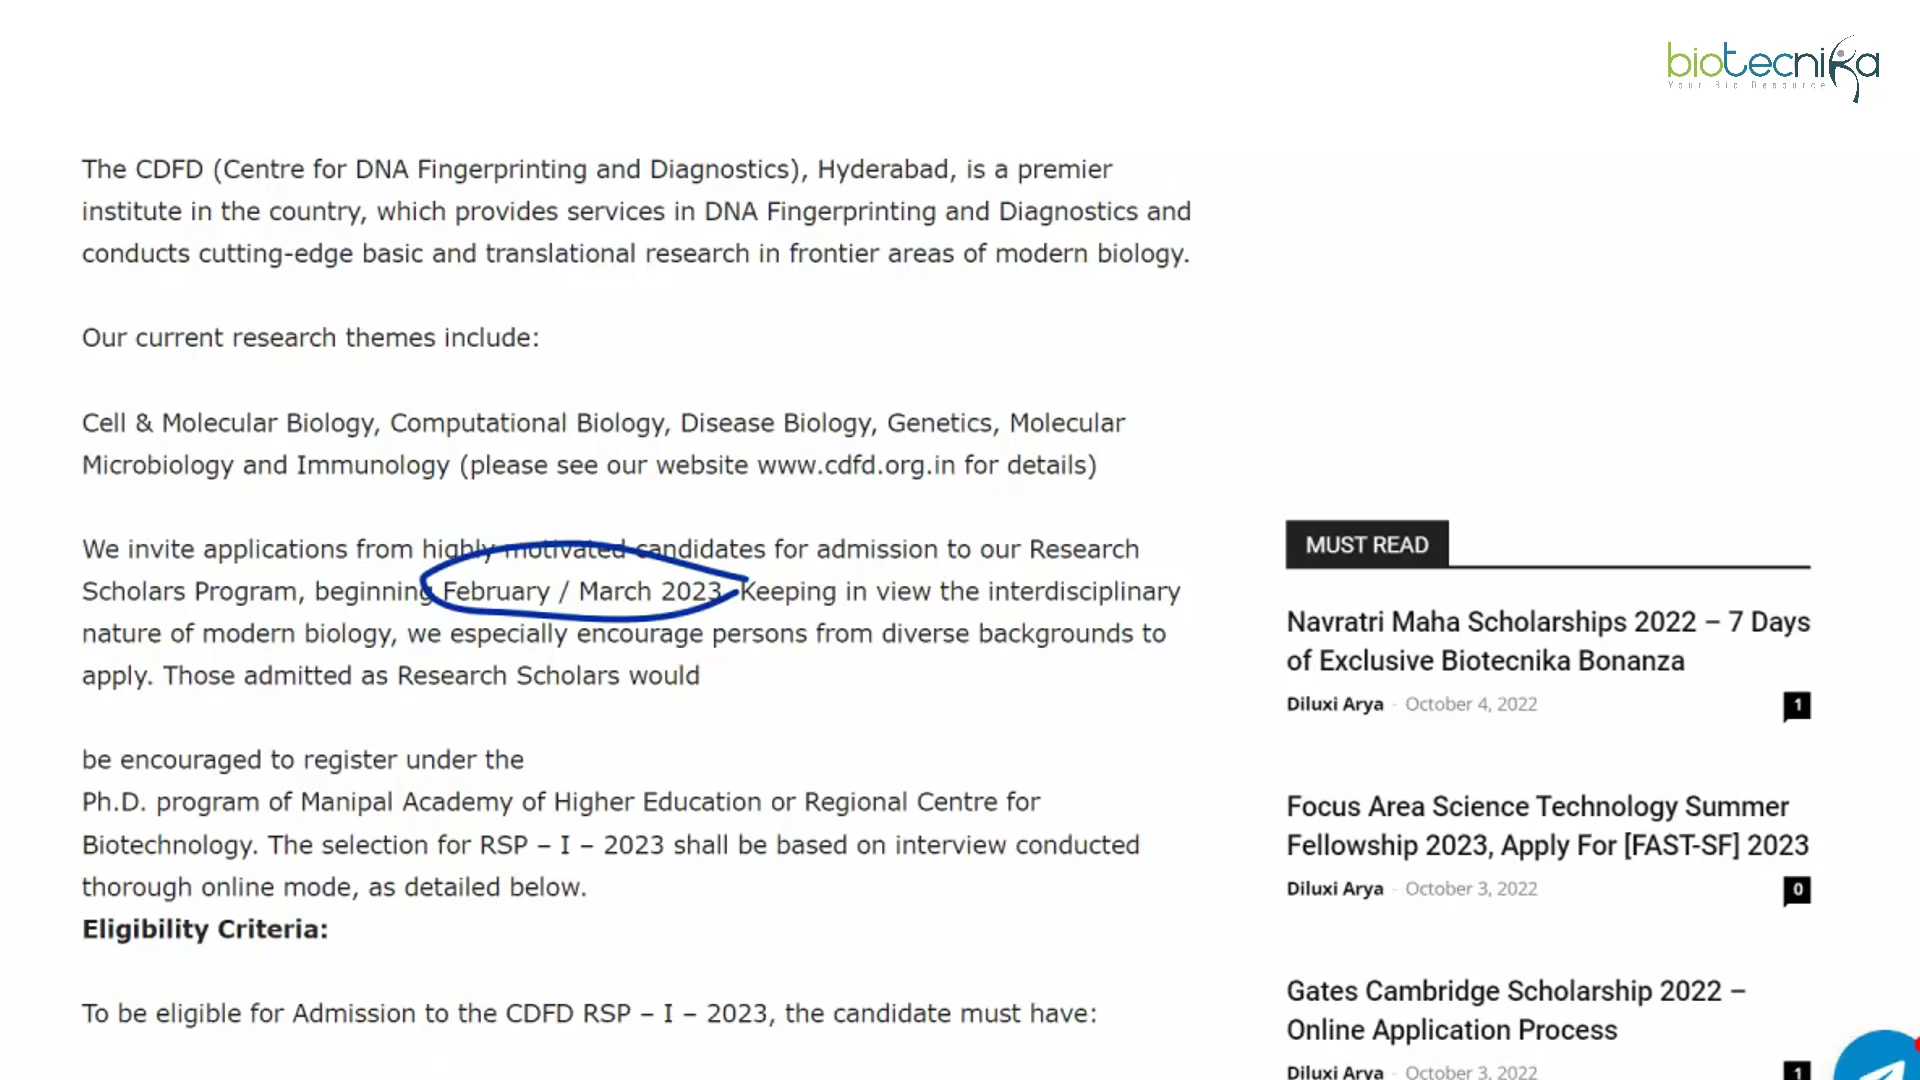 biotecnika
Your Bio Resource
The CDFD (Centre for DNA Fingerprinting and Diagnostics), Hyderabad, is a premier
institute in the country, which provides services in DNA Fingerprinting and Diagnostics and
conducts cutting-edge basic and translational research in frontier areas of modern biology.
Our current research themes include:
Cell & Molecular Biology, Computational Biology, Disease Biology, Genetics, Molecular
Microbiology and Immunology (please see our website www.cdfd.org.in for details)
We invite applications from highly motivated candidates for admission to our Research
Scholars Program, beginning February / March 2023. Keeping in view the interdisciplinary
nature of modern biology, we especially encourage persons from diverse backgrounds to
apply. Those admitted as Research Scholars would
be encouraged to register under the
Ph.D. program of Manipal Academy of Higher Education or Regional Centre for
Biotechnology. The selection for RSP – I – 2023 shall be based on interview conducted
thorough online mode, as detailed below.
Eligibility Criteria:
To be eligible for Admission to the CDFD RSP – I – 2023, the candidate must have:
MUST READ
Navratri Maha Scholarships 2022 – 7 Days
of Exclusive Biotecnika Bonanza
Diluxi Arya - October 4, 2022
1
Focus Area Science Technology Summer
Fellowship 2023, Apply For [FAST-SF] 2023
Diluxi Arya - October 3, 2022
0
Gates Cambridge Scholarship 2022 –
Online Application Process
Diluxi Arya - October 3, 2022
1